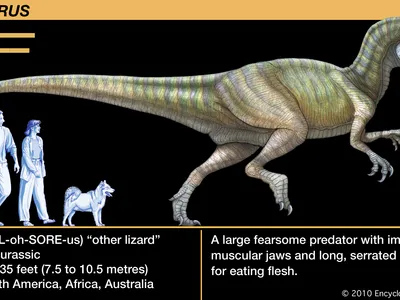 RUS
L-oh-SORE-us) “other lizard”
urassic
35 feet (7.5 to 10.5 metres)
th America, Africa, Australia
A large fearsome predator with im
muscular jaws and long, serrated
for eating flesh.
© 2010 Encyclo